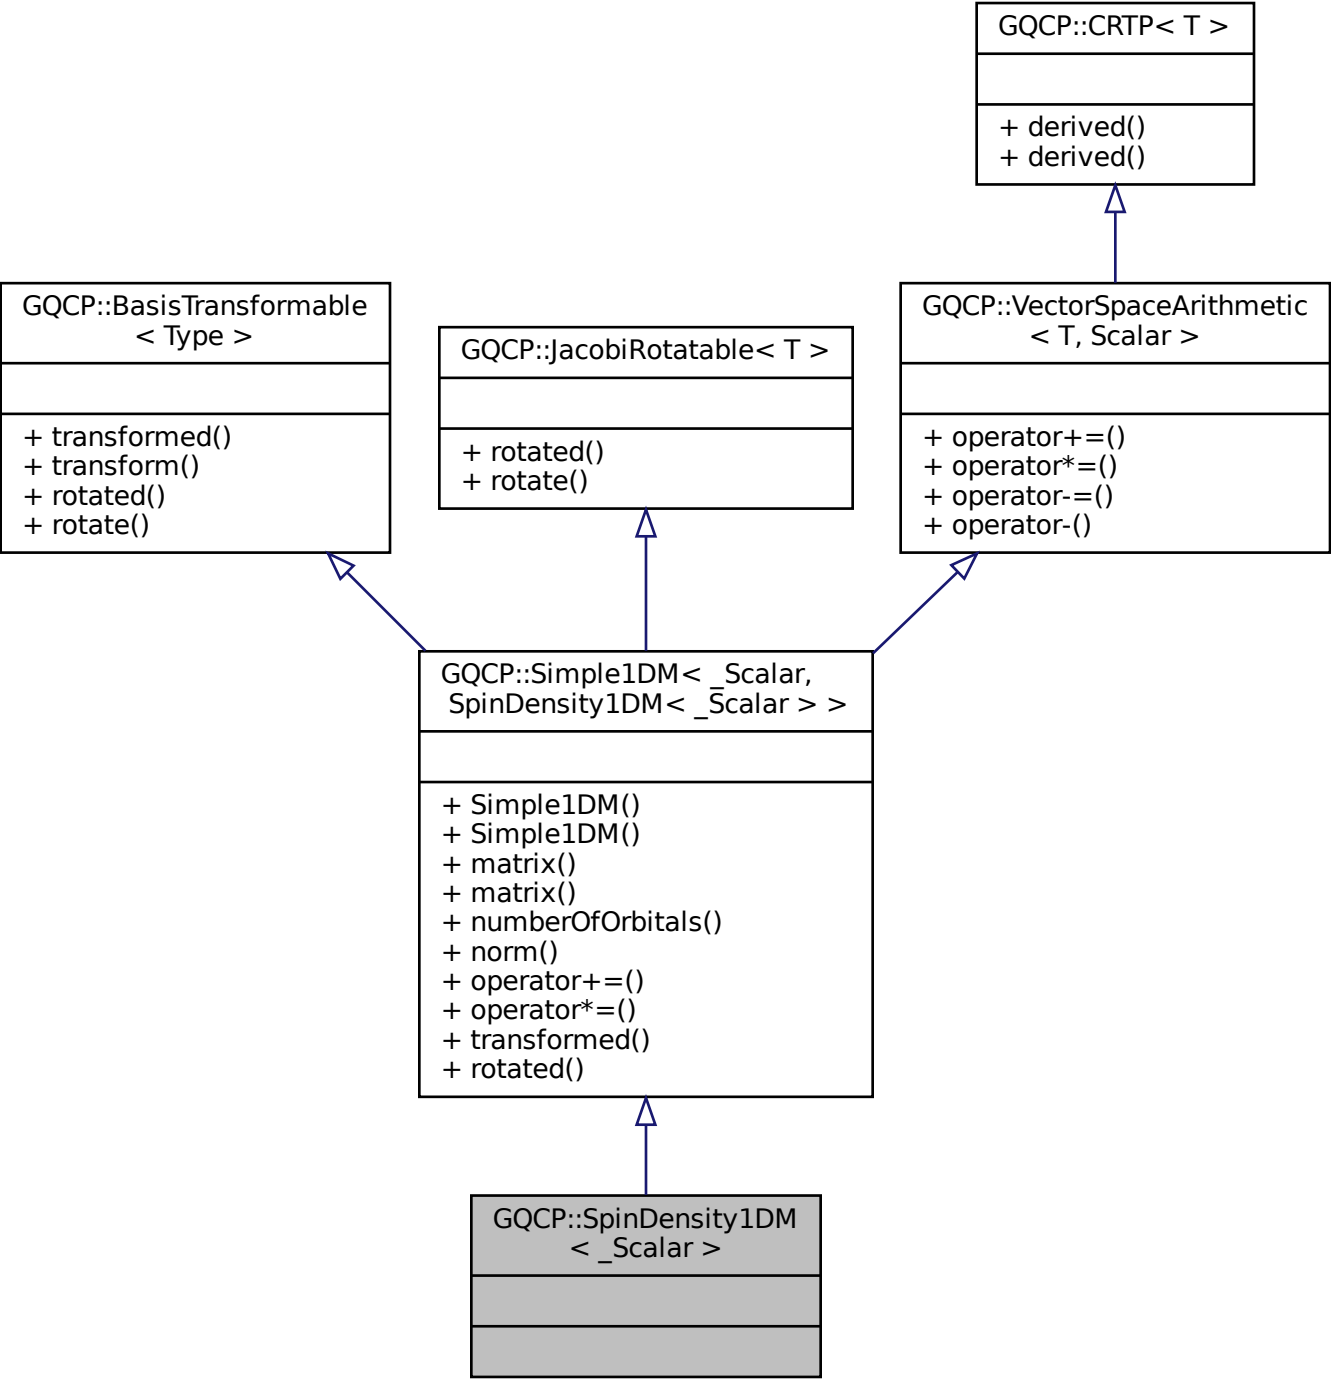 GQCP::CRTP< T >
+ derived()
+ derived()
GQCP::BasisTransformable
< Type >
+ transformed()
+ transform()
+ rotated()
+ rotate()
GQCP::JacobiRotatable< T >
+ rotated()
+ rotate()
GQCP::VectorSpaceArithmetic
< T, Scalar >
+ operator+=()
+ operator*=()
+ operator-=()
+ operator-()
GQCP::Simple1DM< _Scalar,
SpinDensity1DM< _Scalar > >
+ Simple1DM()
+ Simple1DM()
+ matrix()
+ matrix()
+ numberOfOrbitals()
+ norm()
+ operator+=()
+ operator*=()
+ transformed()
+ rotated()
GQCP::SpinDensity1DM
< _Scalar >